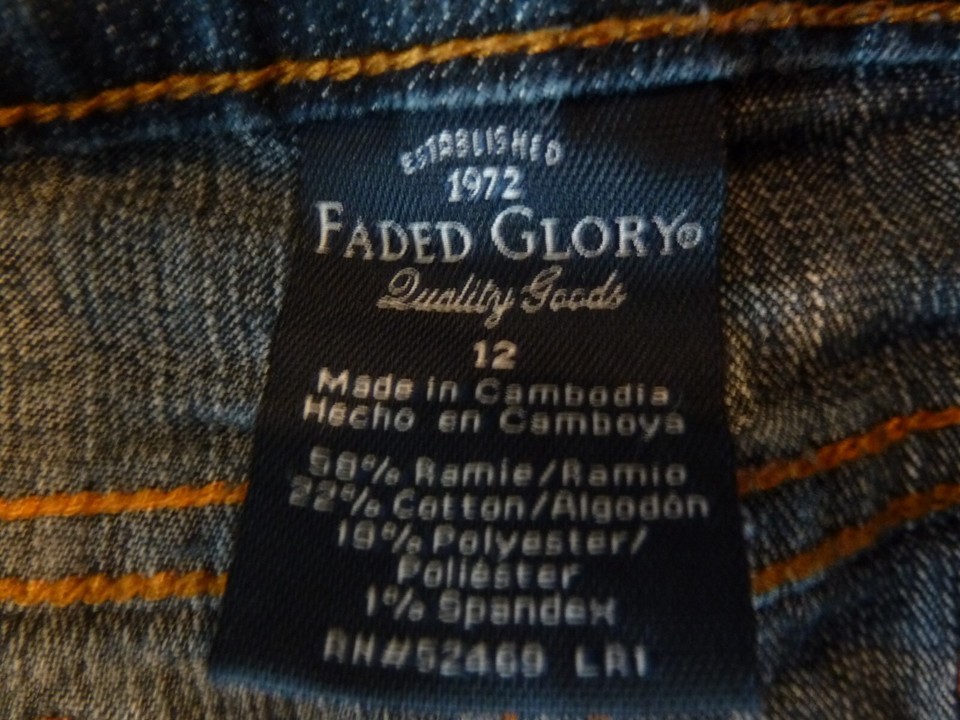 ESTABLISHED
1972
FADED GLORY®
Quality Goods
12
Made in Cambodia
Hecho en Camboya
58% Ramie/Ramio
22% Cotton/Algodón
19% Polyester/
Poliéster
1% Spandex
RN#52469 LR1